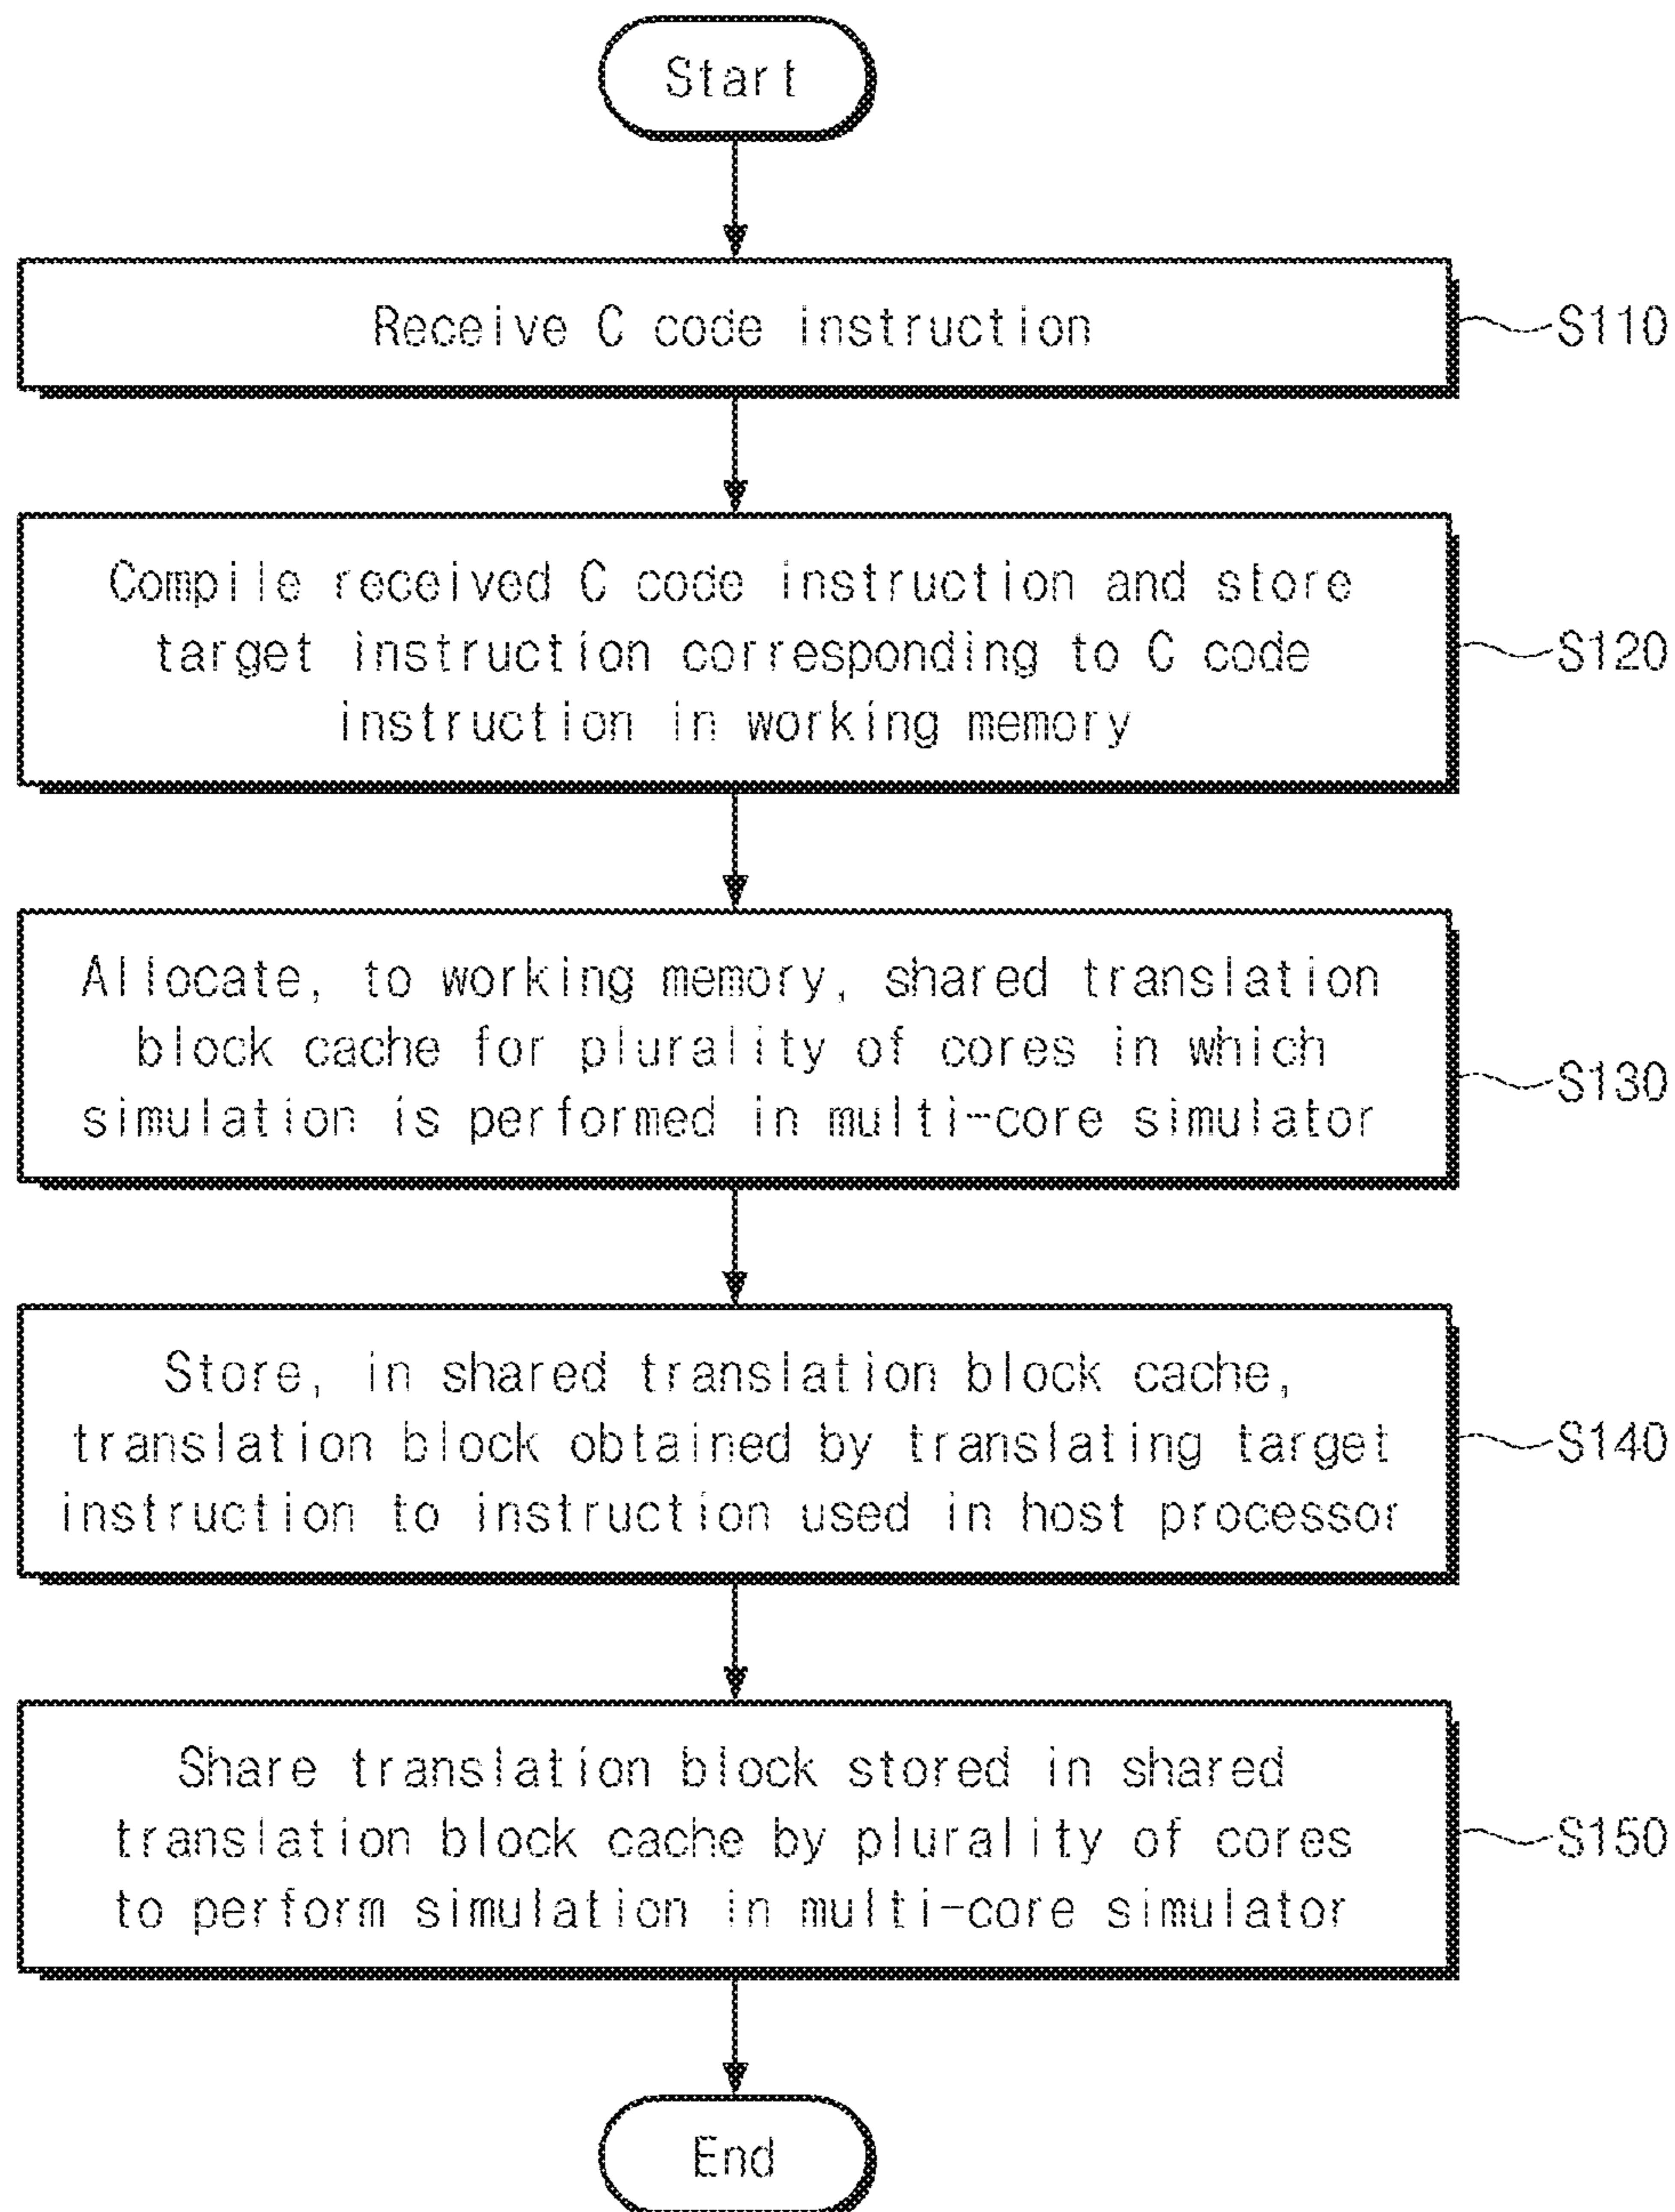 Start
Receive C code instruction
S110
Compile received C code instruction and store
target instruction corresponding to C code
instruction in working memory
S120
Allocate, to working memory, shared translation
block cache for plurality of cores in which
simulation is performed in multi-core simulator
S130
Store, in shared translation block cache,
translation block obtained by translating target
instruction to instruction used in host processor
S140
Share translation block stored in shared
translation block cache by plurality of cores
to perform simulation in multi-core simulator
S150
End